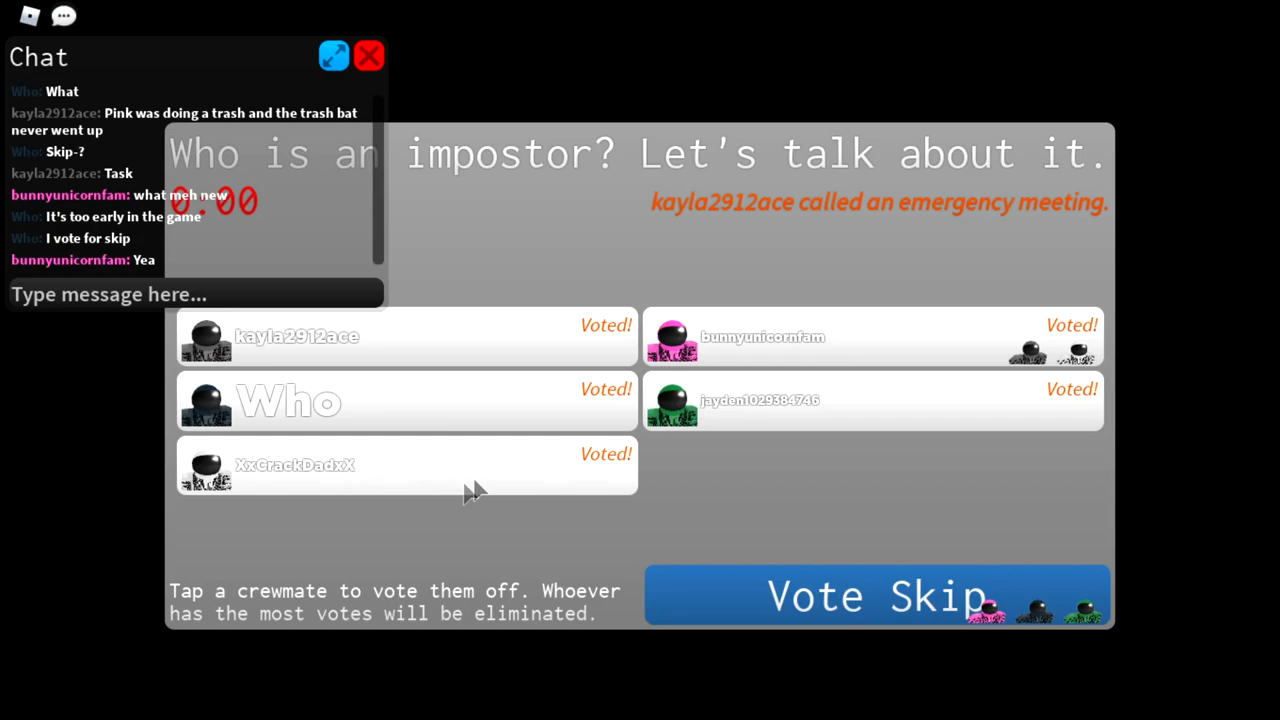 Chat
Who: What
kayla2912ace: Pink was doing a trash and the trash bat
never went up
Who: Skip-?
kayla2912ace: Task
bunnyunicornfam: what meh new
Who: It's too early in the game
Who: I vote for skip
bunnyunicornfam: Yea
Type message here...
Who is an impostor? Let's talk about it.
0:00
kayla2912ace called an emergency meeting.
kayla2912ace Voted!
bunnyunicornfam Voted!
Who Voted!
jayden1029384746 Voted!
XxCrackDadxX Voted!
Tap a crewmate to vote them off. Whoever
has the most votes will be eliminated.
Vote Skip